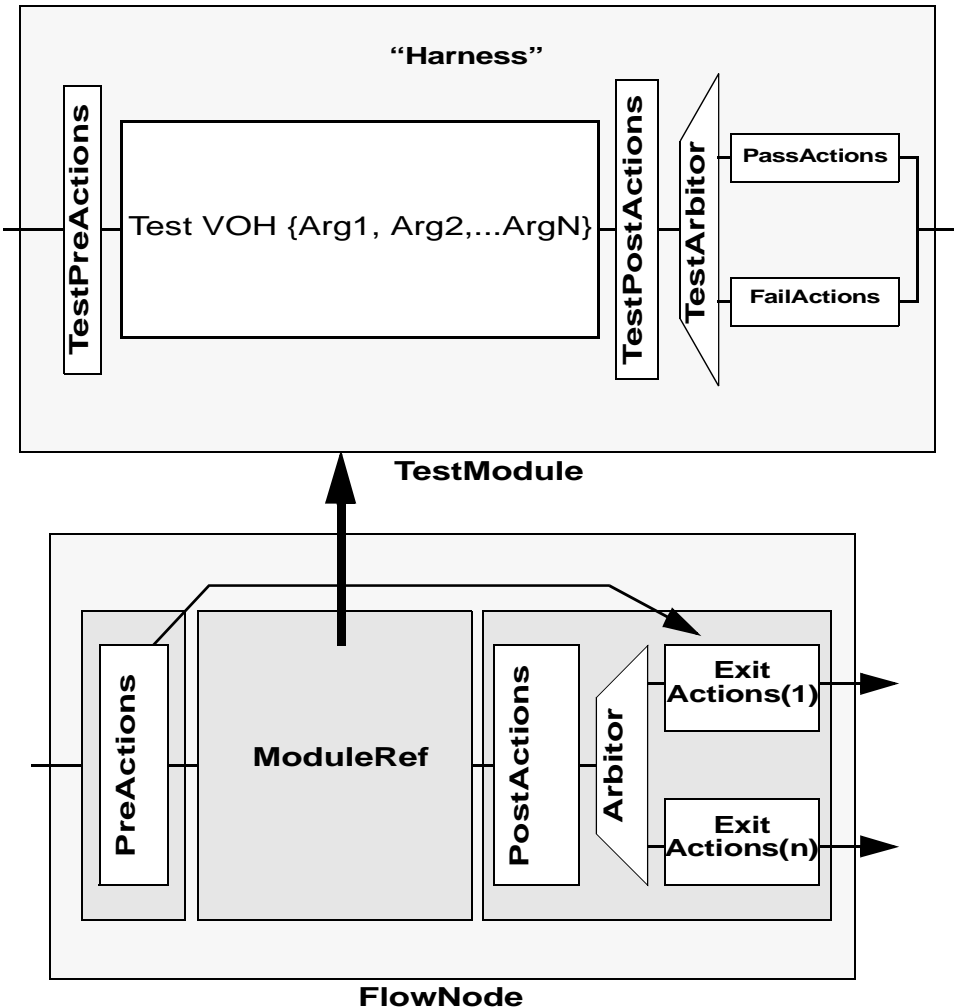 “Harness”
TestPreActions
Test VOH {Arg1, Arg2,...ArgN}
TestPostActions
TestArbitor
PassActions
FailActions
TestModule
PreActions
ModuleRef
PostActions
Arbitor
Exit
Actions(1)
Exit
Actions(n)
FlowNode